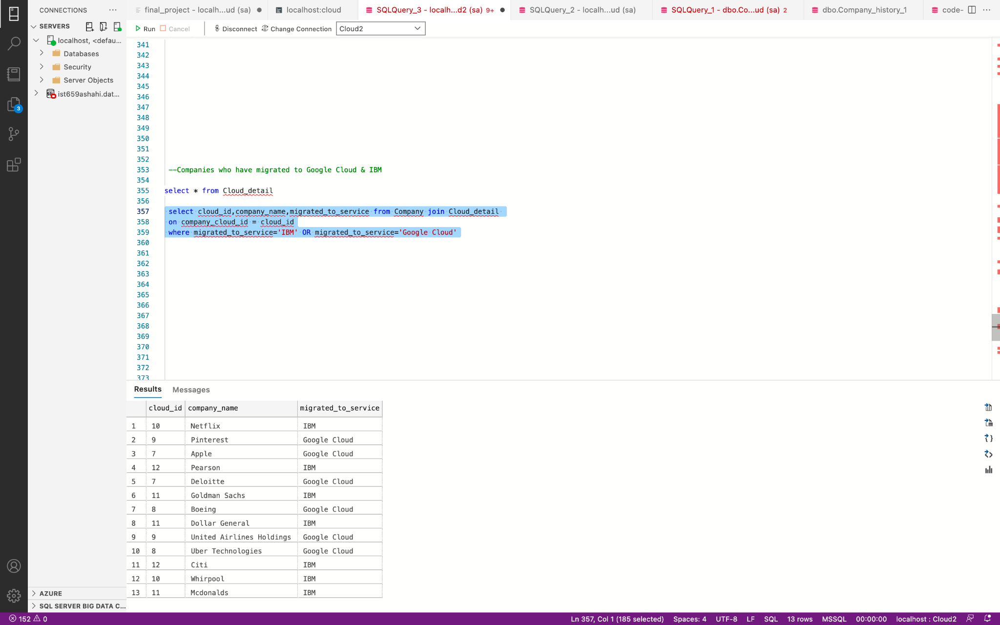 CONNECTIONS ···
final_project - localh...ud (sa) ●
localhost:cloud
SQLQuery_3 - localh...d2 (sa) 9+ ●
SQLQuery_2 - localh...ud (sa)
SQLQuery_1 - dbo.Co...ud (sa) 2
dbo.Company_history_1
code-
SERVERS
Run Cancel Disconnect Change Connection Cloud2
localhost, <defau...
Databases
Security
Server Objects
ist659ashahi.dat...
3
341
342
343
344
345
346
347
348
349
350
351
352
353 --Companies who have migrated to Google Cloud & IBM
354
355 select * from Cloud_detail
356
357 select cloud_id,company_name,migrated_to_service from Company join Cloud_detail
358 on company_cloud_id = cloud_id
359 where migrated_to_service='IBM' OR migrated_to_service='Google Cloud'
360
361
362
363
364
365
366
367
368
369
370
371
372
373
Results Messages
cloud_id company_name migrated_to_service
1 10 Netflix IBM
2 9 Pinterest Google Cloud
3 7 Apple Google Cloud
4 12 Pearson IBM
5 7 Deloitte Google Cloud
6 11 Goldman Sachs IBM
7 8 Boeing Google Cloud
8 11 Dollar General IBM
9 9 United Airlines Holdings Google Cloud
10 8 Uber Technologies Google Cloud
11 12 Citi IBM
12 10 Whirpool IBM
13 11 Mcdonalds IBM
AZURE
SQL SERVER BIG DATA C...
152 0 Ln 357, Col 1 (185 selected) Spaces: 4 UTF-8 LF SQL 13 rows MSSQL 00:00:00 localhost : Cloud2